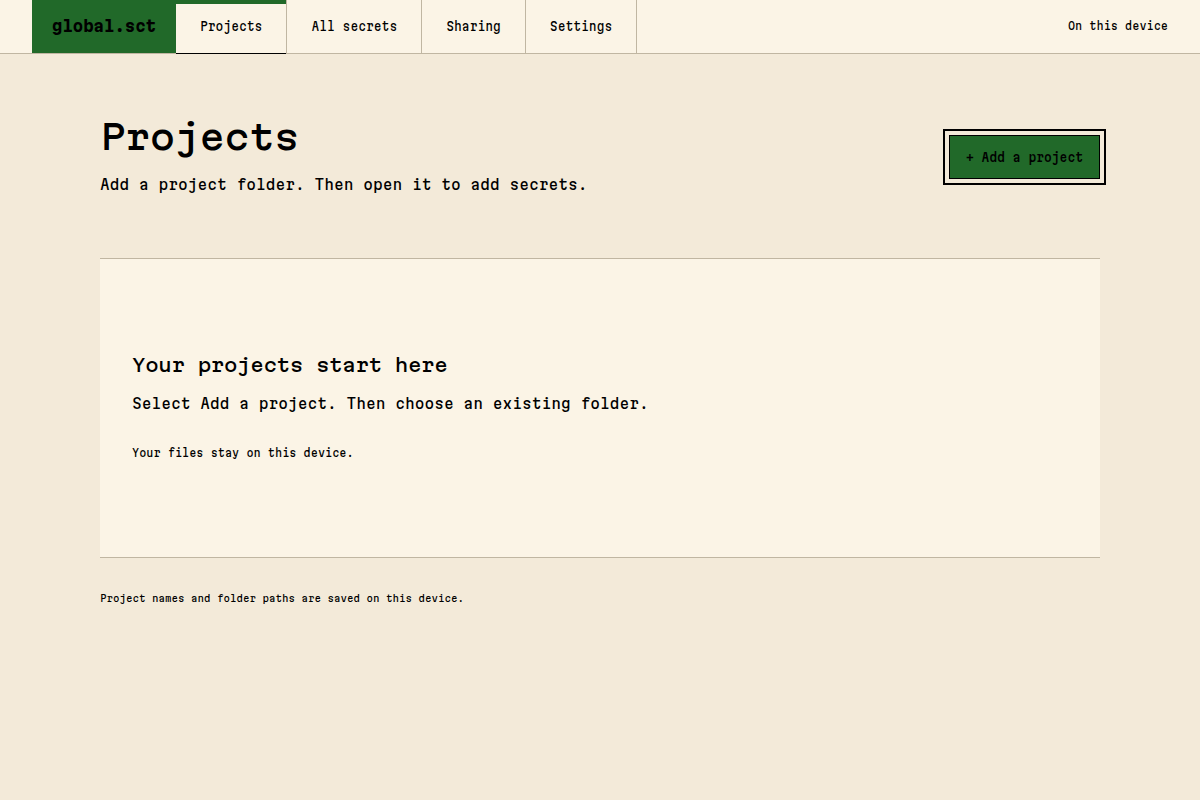 global.sct
Projects
All secrets
Sharing
Settings
On this device
Projects
Add a project folder. Then open it to add secrets.
+ Add a project
Your projects start here
Select Add a project. Then choose an existing folder.
Your files stay on this device.
Project names and folder paths are saved on this device.